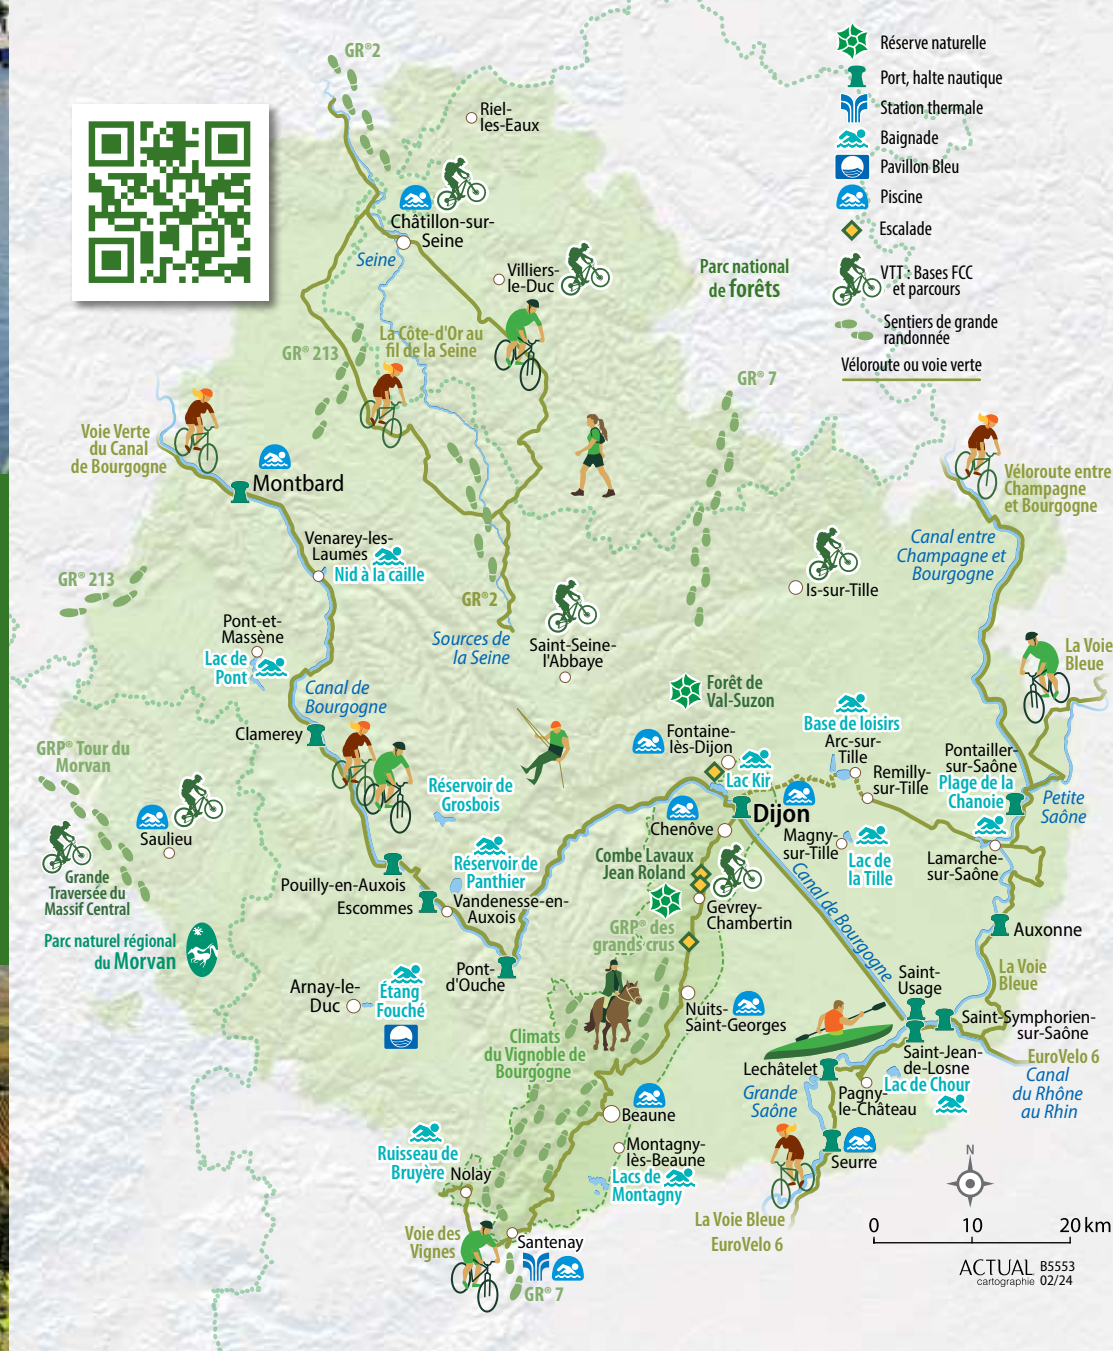 GR®2
Réserve naturelle
Port, halte nautique
Station thermale
Baignade
Pavillon Bleu
Piscine
Escalade
VTT : Bases FCC
et parcours
Sentiers de grande
randonnée
Véloroute ou voie verte
Riel-
les-Eaux
Châtillon-sur-
Seine
Seine
Villiers-
le-Duc
Parc national
de forêts
La Côte-d'Or au
fil de la Seine
GR® 213
GR® 7
Voie Verte
du Canal
de Bourgogne
Montbard
Véloroute entre
Champagne
et Bourgogne
Canal entre
Champagne et
Bourgogne
Venarey-les-
Laumes
Nid à la caille
GR® 213
Is-sur-Tille
GR®2
Pont-et-
Massène
Lac de
Pont
Sources de
la Seine
Saint-Seine-
l'Abbaye
La Voie
Bleue
Canal de
Bourgogne
Forêt de
Val-Suzon
Clamerey
Fontaine-
lès-Dijon
Base de loisirs
Arc-sur-
Tille
GRP® Tour du
Morvan
Lac Kir
Remilly-
sur-Tille
Pontailler-
sur-Saône
Plage de la
Chanoie
Petite
Saône
Réservoir de
Grosbois
Saulieu
Dijon
Chenôve
Magny-
sur-Tille
Lac de
la Tille
Lamarche-
sur-Saône
Grande
Traversée du
Massif Central
Réservoir de
Panthier
Combe Lavaux
Jean Roland
Pouilly-en-Auxois
Escommes
Vandenesse-en-
Auxois
Gevrey-
Chambertin
Canal de Bourgogne
GRP® des
grands crus
Auxonne
Parc naturel régional
du Morvan
Pont-
d'Ouche
La Voie
Bleue
Arnay-le-
Duc
Étang
Fouché
Nuits-
Saint-Georges
Saint-
Usage
Saint-Symphorien-
sur-Saône
Climats
du Vignoble de
Bourgogne
Saint-Jean-
de-Losne
EuroVelo 6
Lechâtelet
Canal
du Rhône
au Rhin
Lac de Chour
Pagny-
le-Château
Grande
Saône
Beaune
Montagny-
lès-Beaune
Ruisseau de
Bruyère
Nolay
Lacs de
Montagny
Seurre
N
La Voie Bleue
EuroVelo 6
0 10 20 km
Voie des
Vignes
Santenay
GR® 7
ACTUAL B5553
cartographie 02/24